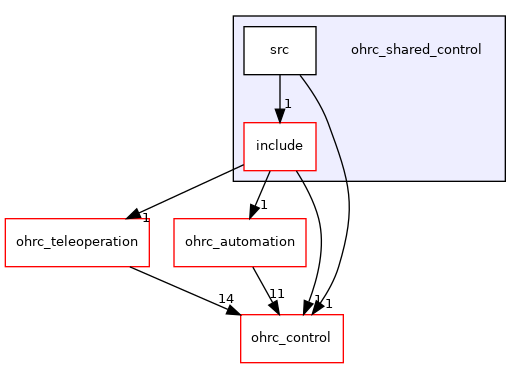 src
ohrc_shared_control
1
include
1
1
ohrc_teleoperation
ohrc_automation
14
11
1
1
ohrc_control